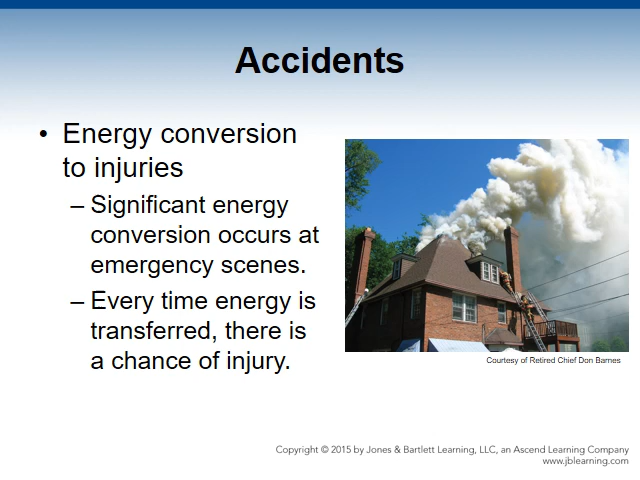 Accidents
• Energy conversion
to injuries
– Significant energy
conversion occurs at
emergency scenes.
– Every time energy is
transferred, there is
a chance of injury.
Courtesy of Retired Chief Don Barnes
Copyright © 2015 by Jones & Bartlett Learning, LLC, an Ascend Learning Company
www.jblearning.com